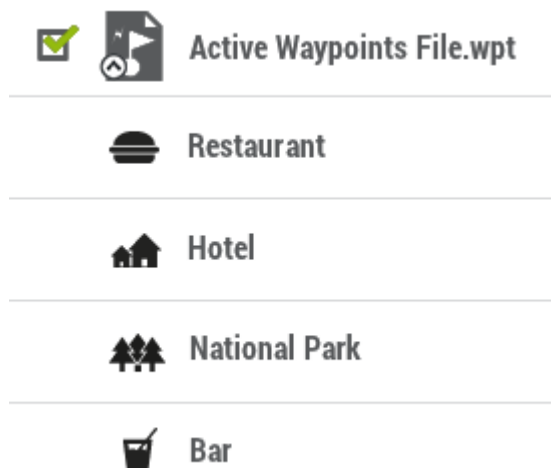 Active Waypoints File.wpt
Restaurant
Hotel
National Park
Bar